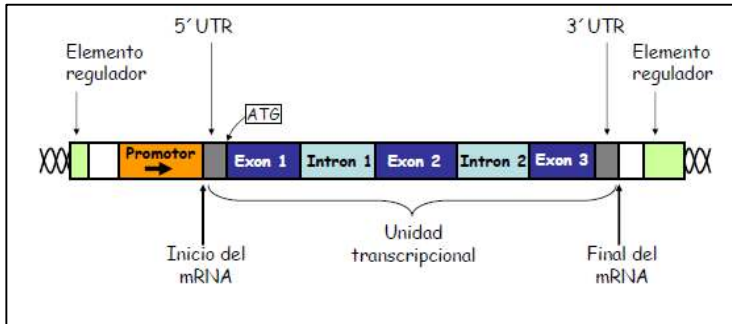 5´UTR
3´UTR
Elemento
regulador
Elemento
regulador
ATG
Promotor
Exon 1
Intron 1
Exon 2
Intron 2
Exon 3
Inicio del
mRNA
Unidad
transcripcional
Final del
mRNA